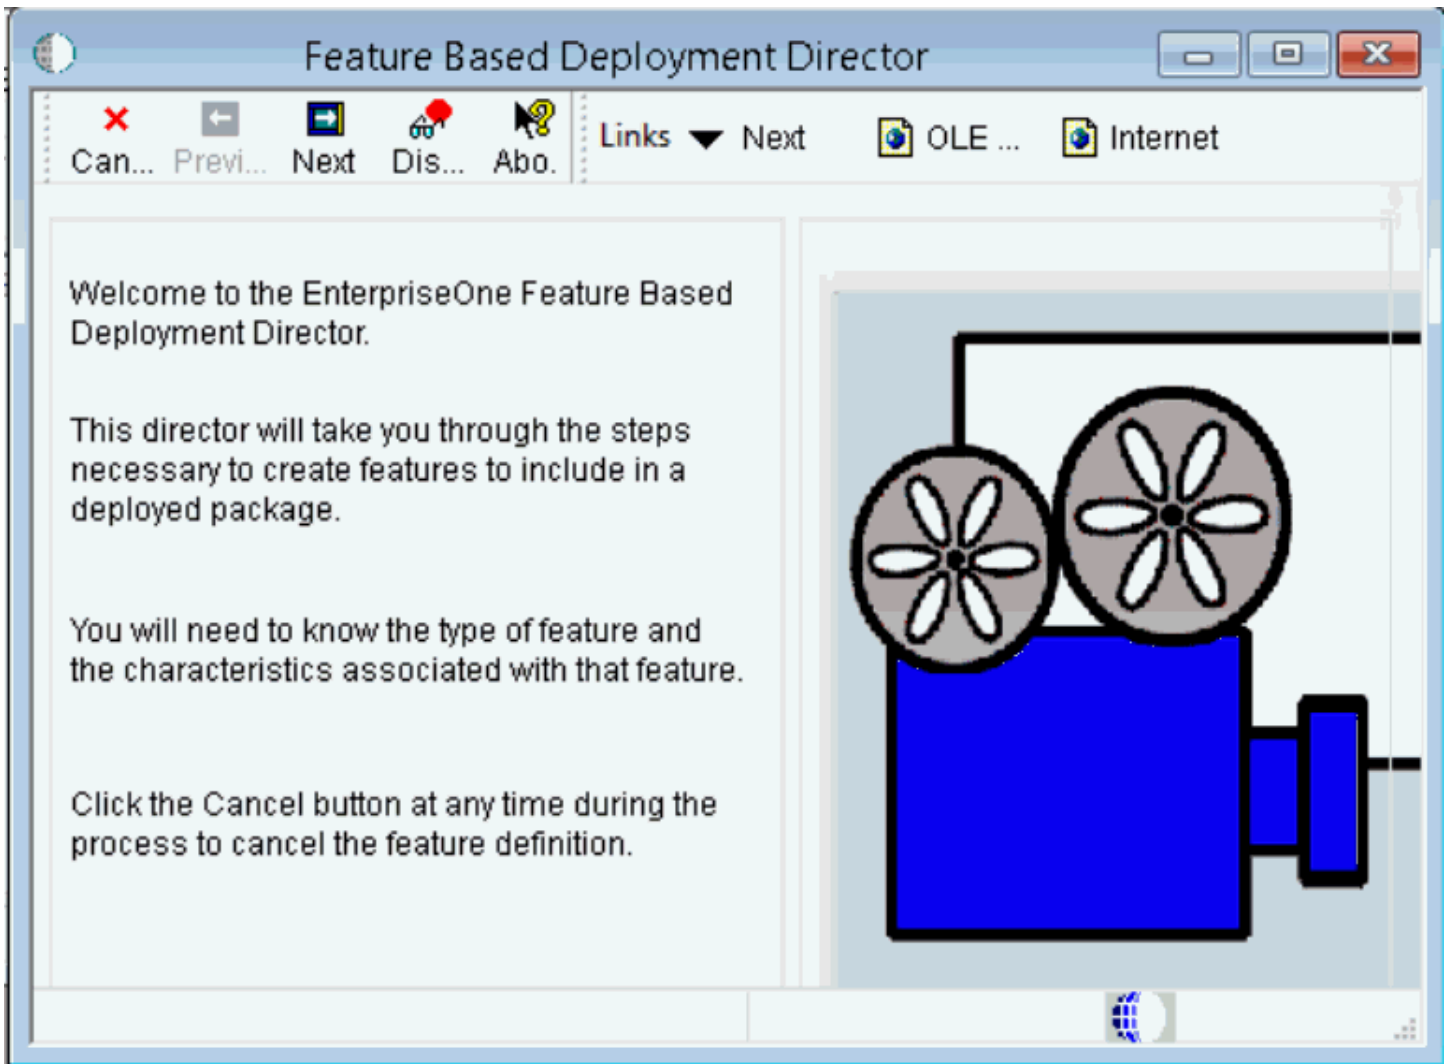 Feature Based Deployment Director
Can... Previ... Next Dis... Abo. Links Next OLE ... Internet
Welcome to the EnterpriseOne Feature Based
Deployment Director.
This director will take you through the steps
necessary to create features to include in a
deployed package.
You will need to know the type of feature and
the characteristics associated with that feature.
Click the Cancel button at any time during the
process to cancel the feature definition.